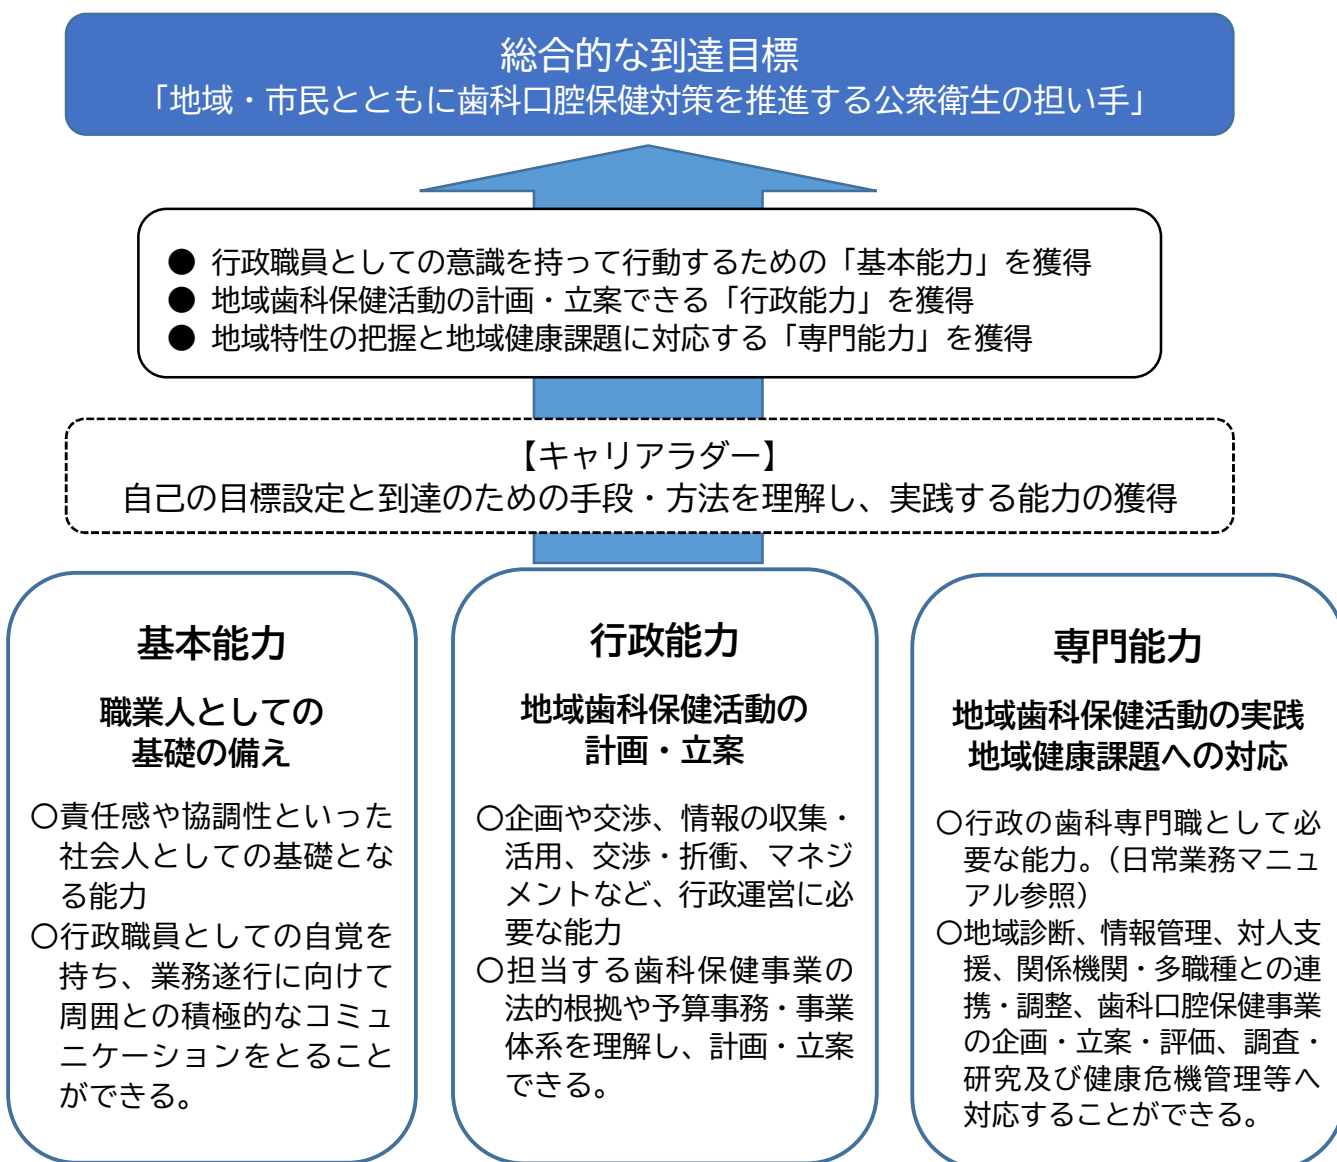 総合的な到達目標
「地域・市民とともに歯科口腔保健対策を推進する公衆衛生の担い手」
● 行政職員としての意識を持って行動するための「基本能力」を獲得
● 地域歯科保健活動の計画・立案できる「行政能力」を獲得
● 地域特性の把握と地域健康課題に対応する「専門能力」を獲得
【キャリアラダー】
自己の目標設定と到達のための手段・方法を理解し、実践する能力の獲得
基本能力
職業人としての
基礎の備え
〇責任感や協調性といった
社会人としての基礎とな
る能力
〇行政職員としての自覚を
持ち、業務遂行に向けて
周囲との積極的なコミュ
ニケーションをとること
ができる。
行政能力
地域歯科保健活動の
計画・立案
〇企画や交渉、情報の収集・
活用、交渉・折衝、マネジ
メントなど、行政運営に必
要な能力
〇担当する歯科保健事業の
法的根拠や予算事務・事業
体系を理解し、計画・立案
できる。
専門能力
地域歯科保健活動の実践
地域健康課題への対応
〇行政の歯科専門職として必
要な能力。（日常業務マニュ
アル参照）
〇地域診断、情報管理、対人支
援、関係機関・多職種との連
携・調整、歯科口腔保健事業
の企画・立案・評価、調査・
研究及び健康危機管理等へ
対応することができる。